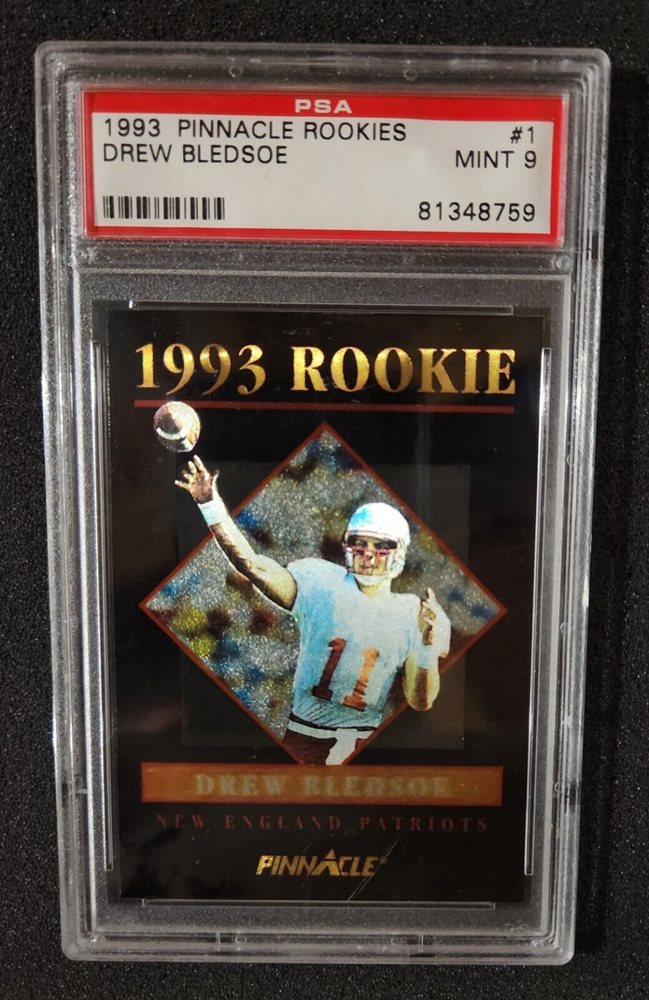 PSA
1993 PINNACLE ROOKIES #1
DREW BLEDSOE MINT 9
81348759
1993 ROOKIE
11
DREW BLEDSOE
NEW ENGLAND PATRIOTS
PINNACLE®